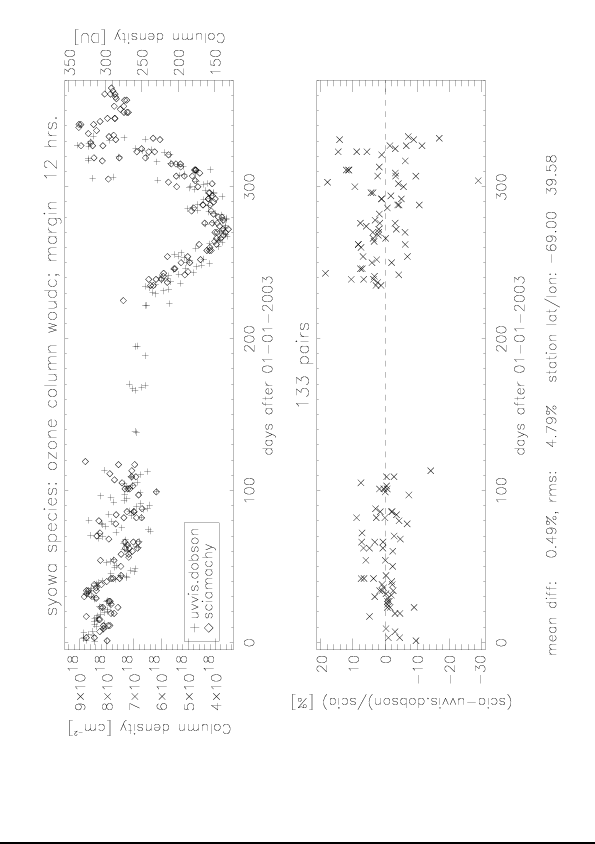 syowa species: ozone column woudc; margin 12 hrs.
Column density [DU]
350
300
250
200
150
9×10^18
8×10^18
7×10^18
6×10^18
5×10^18
4×10^18
Column density [cm⁻²]
uvvis.dobson
sciamachy
0
100
200
300
days after 01-01-2003
133 pairs
20
10
0
-10
-20
-30
(scia-uvvis.dobson)/scia) [%]
0
100
200
300
days after 01-01-2003
mean diff: 0.49%, rms: 4.79% station lat/lon: -69.00 39.58